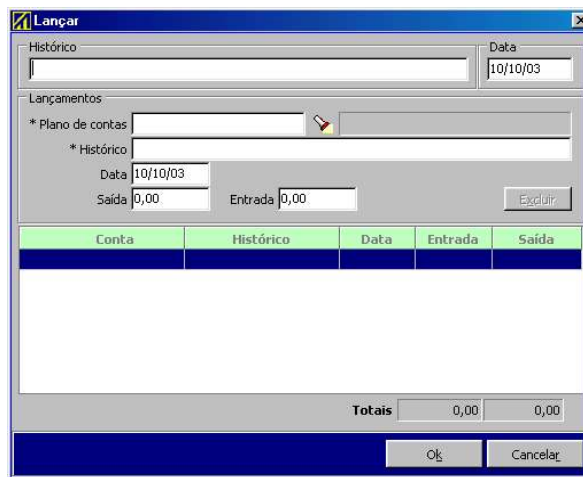 Lançar
Histórico Data
10/10/03
Lançamentos
* Plano de contas
* Histórico
Data 10/10/03
Saída 0,00 Entrada 0,00 Excluir
Conta Histórico Data Entrada Saída
Totais 0,00 0,00
Ok Cancelar